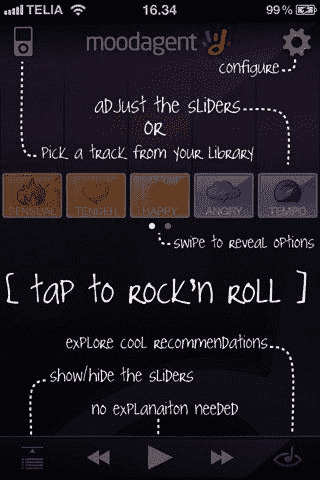 TELIA 16.34 99%
moodagent
configure
adjust the sliders
or
pick a track from your library
SENSUAL TENDER HAPPY ANGRY TEMPO
swipe to reveal options
[ tap to rock'n roll ]
explore cool recommendations
show/hide the sliders
no explanaiton needed